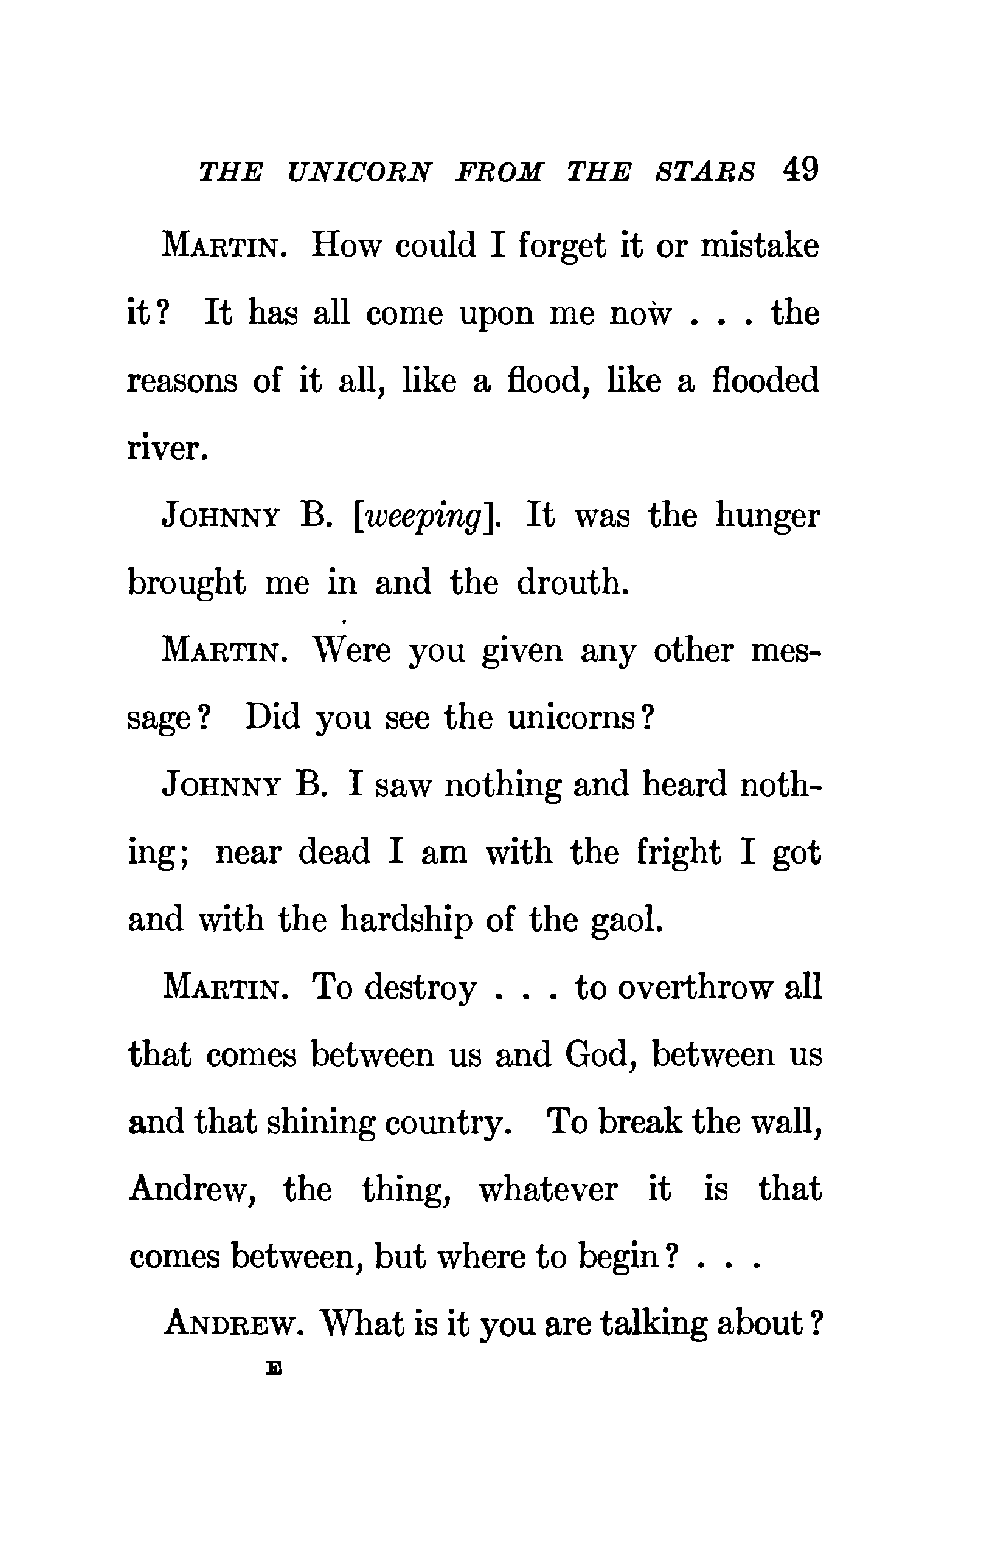 THE UNICORN FROM THE STARS 49
MARTIN. How could I forget it or mistake
it? It has all come upon me now . . . the
reasons of it all, like a flood, like a flooded
river.
JOHNNY B. [weeping]. It was the hunger
brought me in and the drouth.
MARTIN. Were you given any other mes-
sage? Did you see the unicorns?
JOHNNY B. I saw nothing and heard noth-
ing; near dead I am with the fright I got
and with the hardship of the gaol.
MARTIN. To destroy . . . to overthrow all
that comes between us and God, between us
and that shining country. To break the wall,
Andrew, the thing, whatever it is that
comes between, but where to begin? . . .
ANDREW. What is it you are talking about?
E